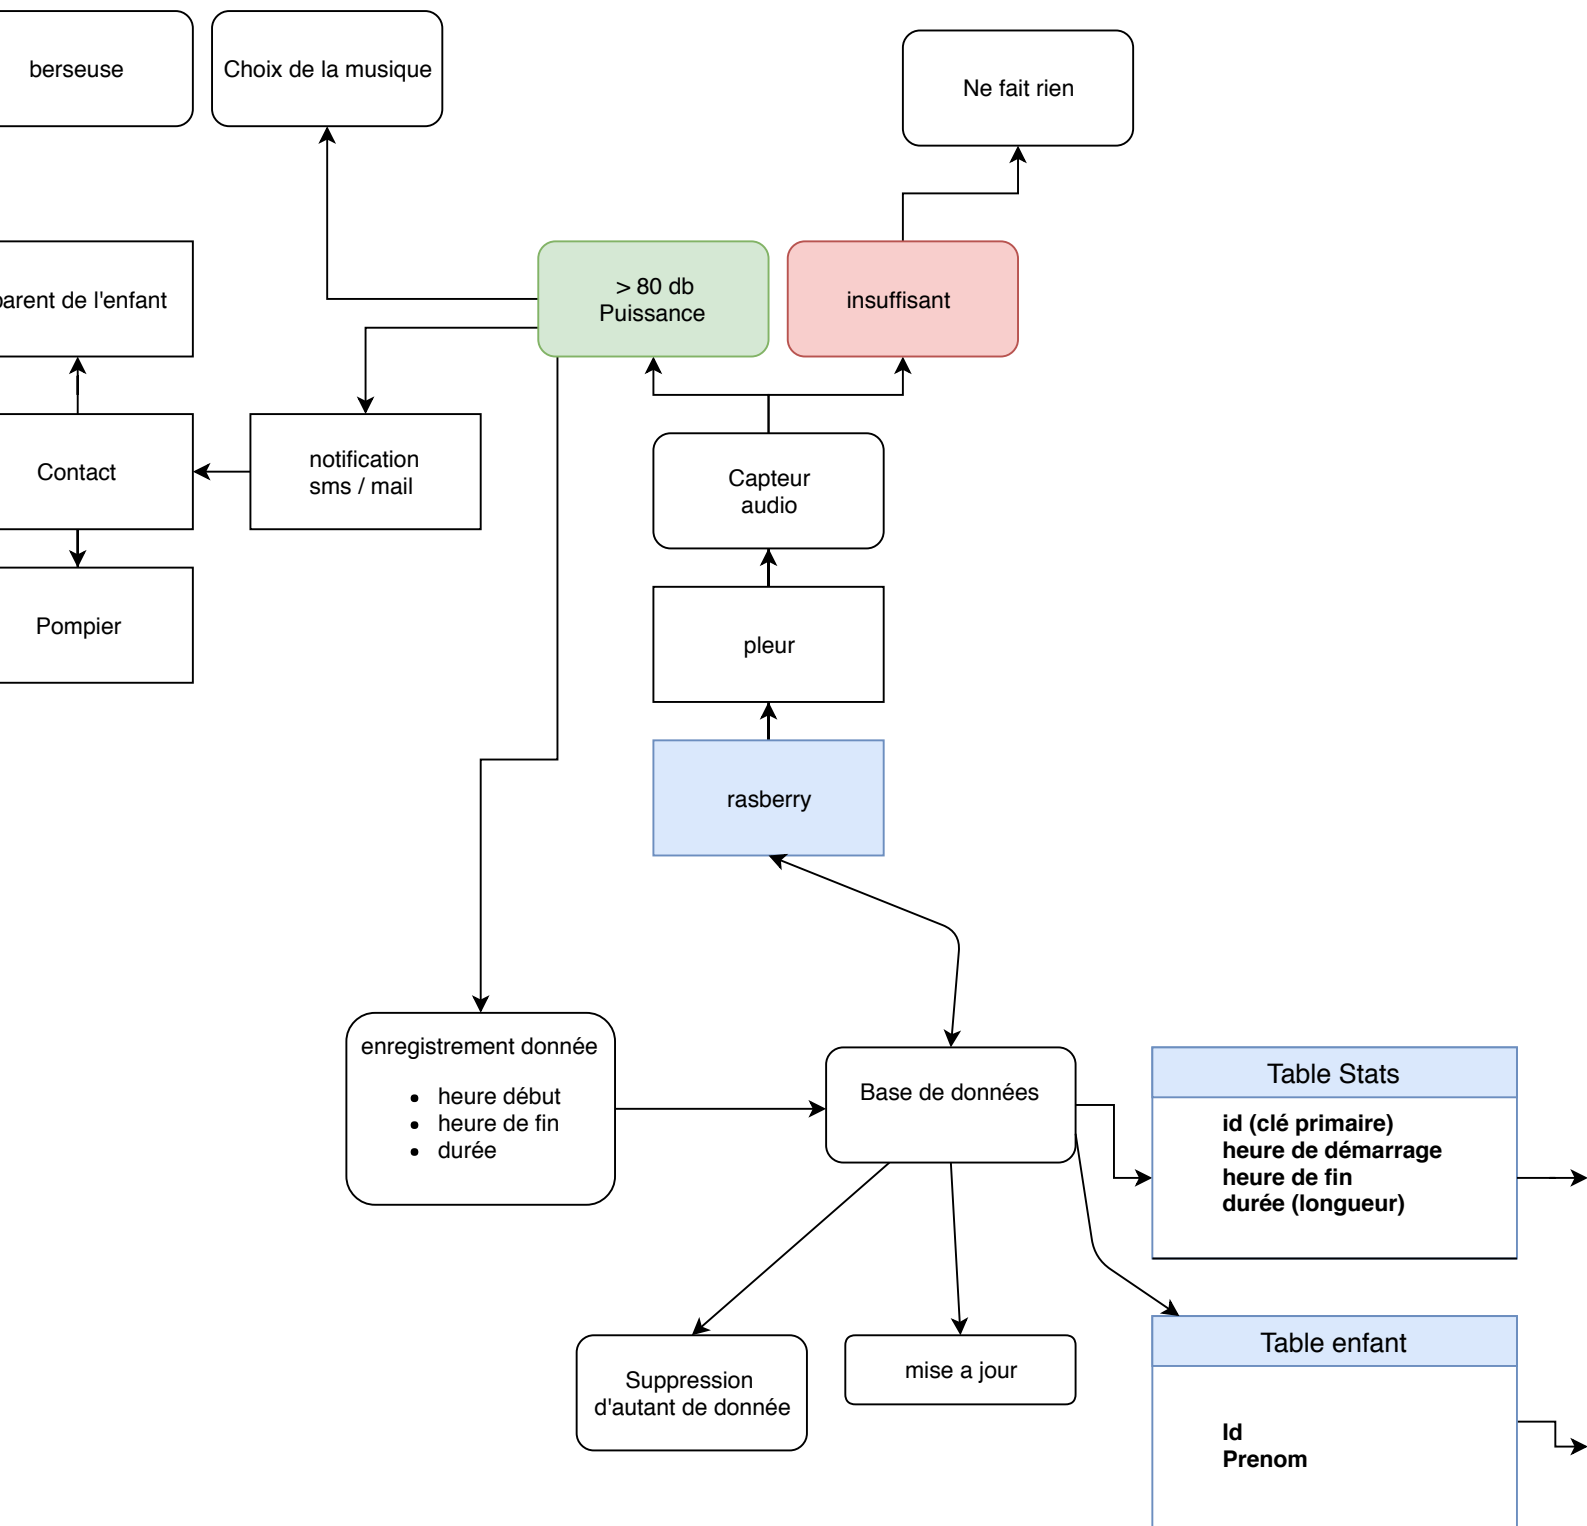 berseuse
Choix de la musique
Ne fait rien
parent de l'enfant
> 80 db
Puissance
insuffisant
Contact
notification
sms / mail
Capteur
audio
Pompier
pleur
rasberry
enregistrement donnée
heure début
heure de fin
durée
Base de données
Table Stats
id (clé primaire)
heure de démarrage
heure de fin
durée (longueur)
Suppression
d'autant de donnée
mise a jour
Table enfant
Id
Prenom